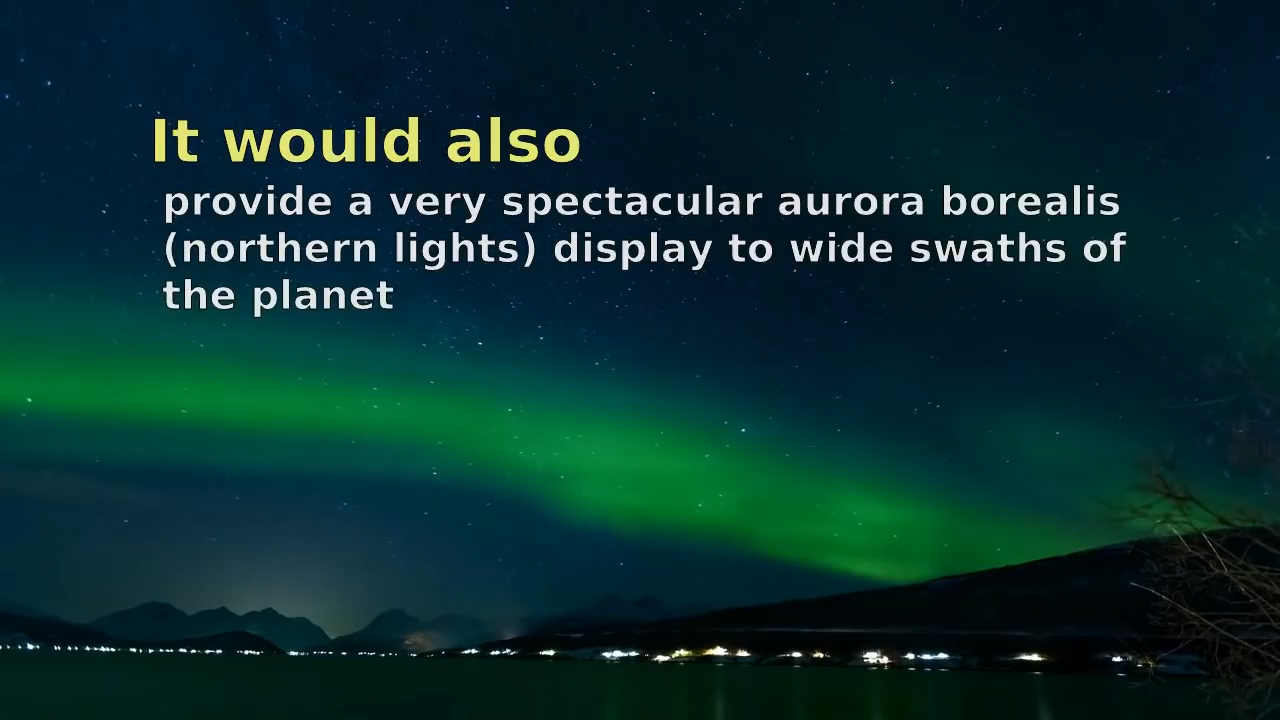 It would also
provide a very spectacular aurora borealis
(northern lights) display to wide swaths of
the planet